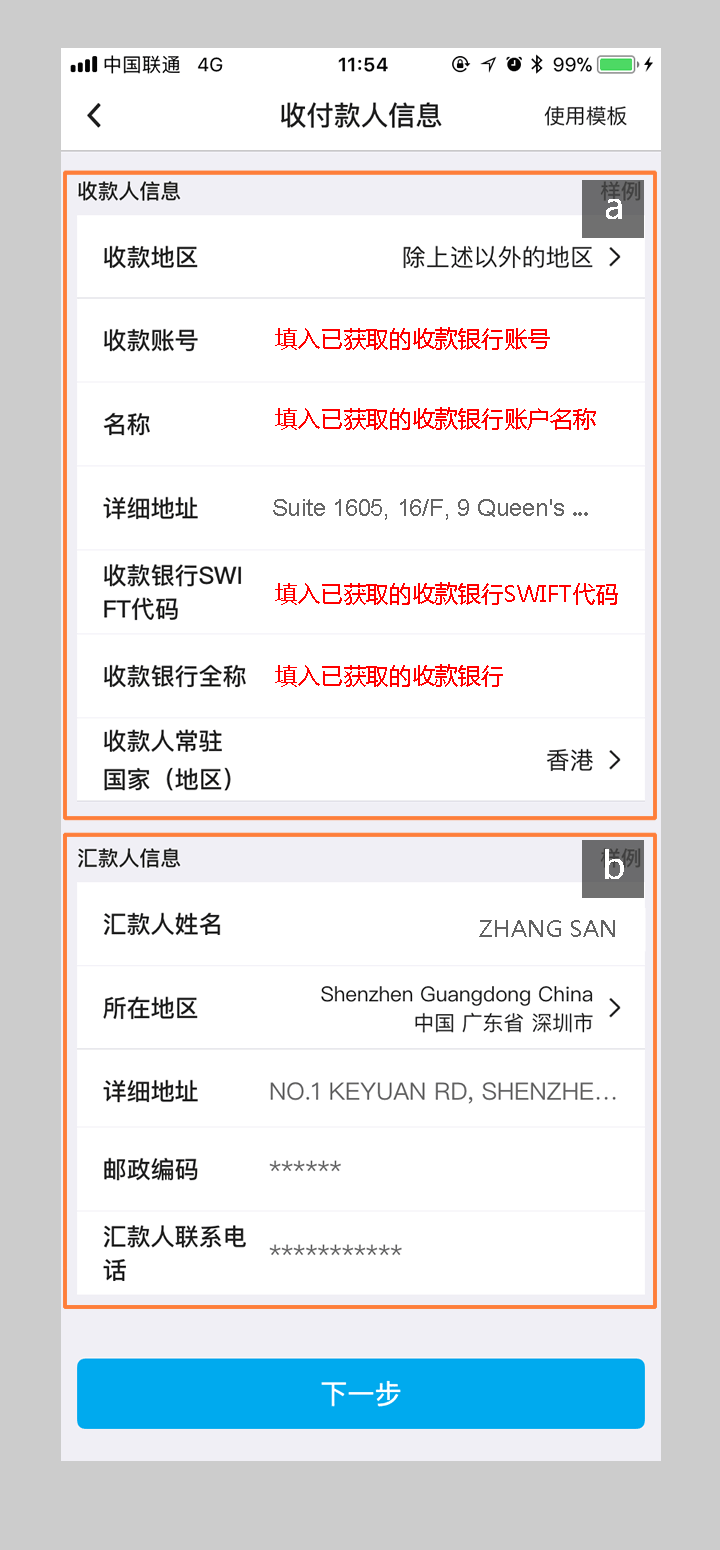 中国联通 4G 11:54 99%
收付款人信息 使用模板
收款人信息 样例
a
收款地区 除上述以外的地区
收款账号 填入已获取的收款银行账号
名称 填入已获取的收款银行账户名称
详细地址 Suite 1605, 16/F, 9 Queen's ...
收款银行SWI
FT代码 填入已获取的收款银行SWIFT代码
收款银行全称 填入已获取的收款银行
收款人常驻
国家（地区） 香港
汇款人信息 样例
b
汇款人姓名 ZHANG SAN
所在地区 Shenzhen Guangdong China
中国 广东省 深圳市
详细地址 NO.1 KEYUAN RD, SHENZHE...
邮政编码 ******
汇款人联系电
话 ***********
下一步